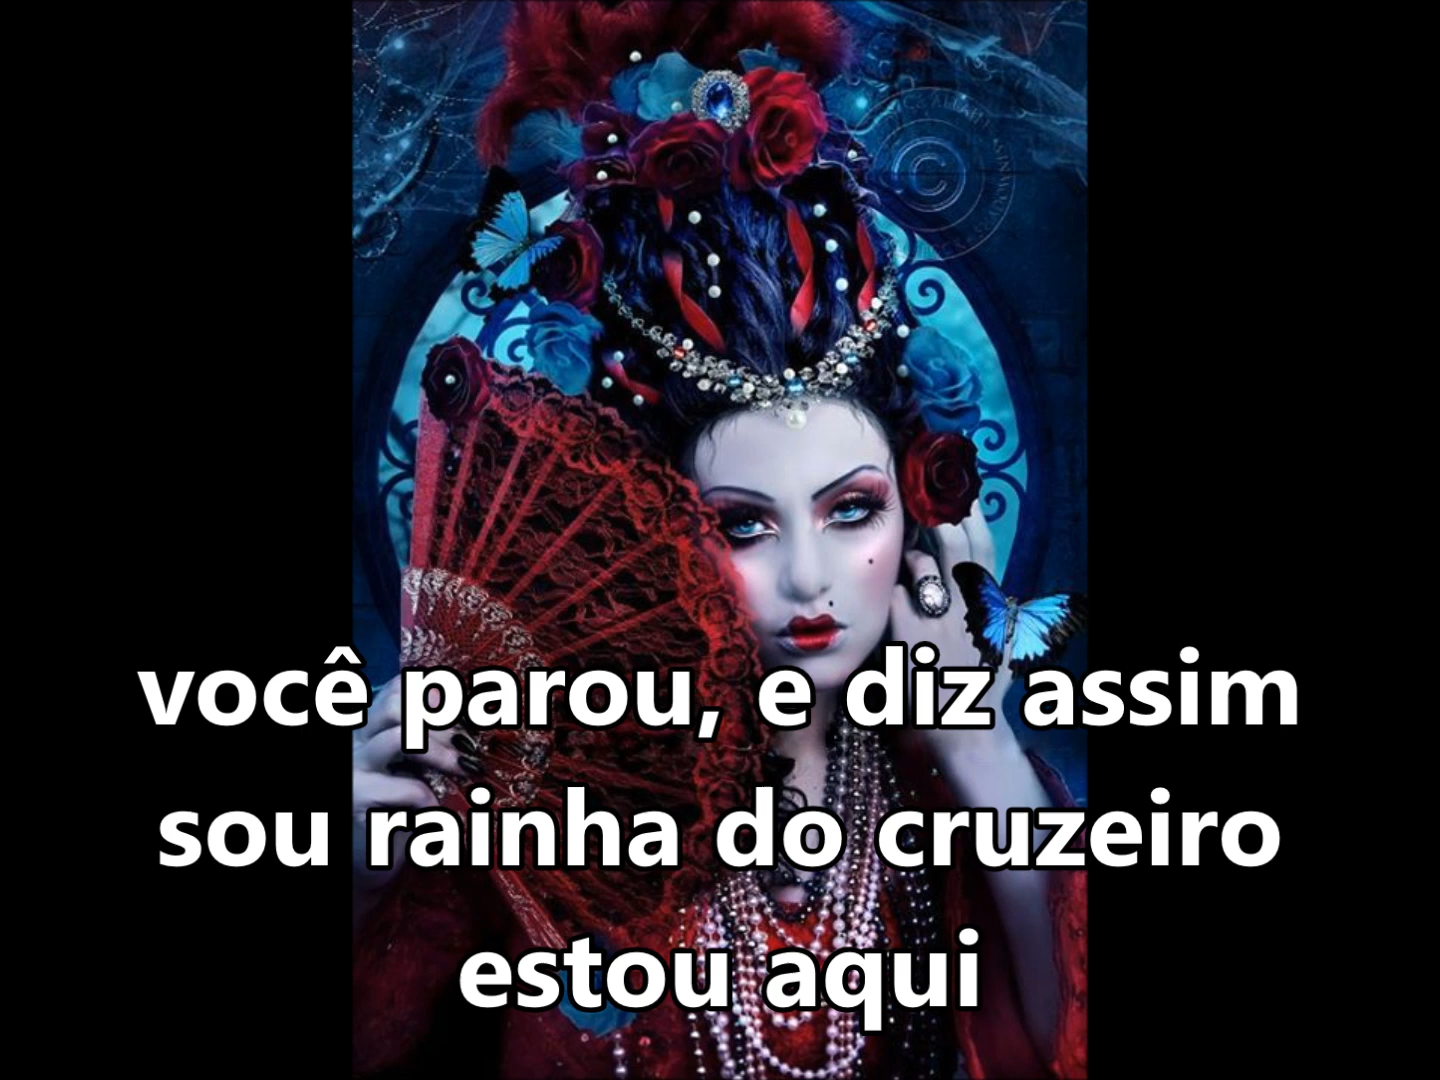 você parou, e diz assim
sou rainha do cruzeiro
estou aqui